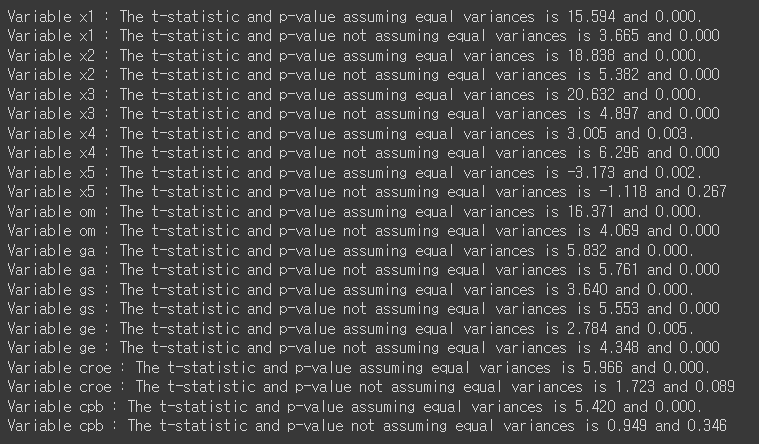 Variable x1 : The t-statistic and p-value assuming equal variances is 15.594 and 0.000.
Variable x1 : The t-statistic and p-value not assuming equal variances is 3.665 and 0.000
Variable x2 : The t-statistic and p-value assuming equal variances is 18.838 and 0.000.
Variable x2 : The t-statistic and p-value not assuming equal variances is 5.382 and 0.000
Variable x3 : The t-statistic and p-value assuming equal variances is 20.632 and 0.000.
Variable x3 : The t-statistic and p-value not assuming equal variances is 4.897 and 0.000
Variable x4 : The t-statistic and p-value assuming equal variances is 3.005 and 0.003.
Variable x4 : The t-statistic and p-value not assuming equal variances is 6.296 and 0.000
Variable x5 : The t-statistic and p-value assuming equal variances is -3.173 and 0.002.
Variable x5 : The t-statistic and p-value not assuming equal variances is -1.118 and 0.267
Variable om : The t-statistic and p-value assuming equal variances is 16.371 and 0.000.
Variable om : The t-statistic and p-value not assuming equal variances is 4.069 and 0.000
Variable ga : The t-statistic and p-value assuming equal variances is 5.832 and 0.000.
Variable ga : The t-statistic and p-value not assuming equal variances is 5.761 and 0.000
Variable gs : The t-statistic and p-value assuming equal variances is 3.640 and 0.000.
Variable gs : The t-statistic and p-value not assuming equal variances is 5.553 and 0.000
Variable ge : The t-statistic and p-value assuming equal variances is 2.784 and 0.005.
Variable ge : The t-statistic and p-value not assuming equal variances is 4.348 and 0.000
Variable croe : The t-statistic and p-value assuming equal variances is 5.966 and 0.000.
Variable croe : The t-statistic and p-value not assuming equal variances is 1.723 and 0.089
Variable cpb : The t-statistic and p-value assuming equal variances is 5.420 and 0.000.
Variable cpb : The t-statistic and p-value not assuming equal variances is 0.949 and 0.346